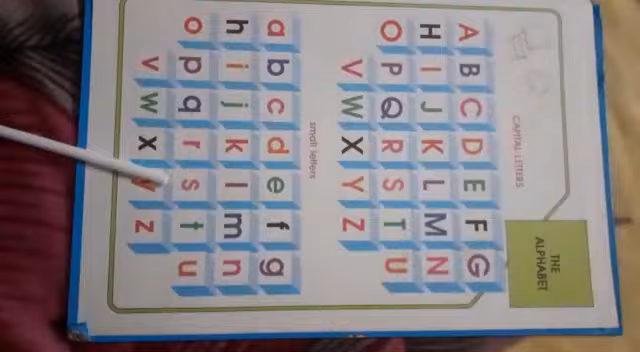 THE
ALPHABET
CAPITAL LETTERS
A B C D E F G
H I J K L M N
O P Q R S T U
V W X Y Z
small letters
a b c d e f g
h i j k l m n
o p q r s t u
v w x y z